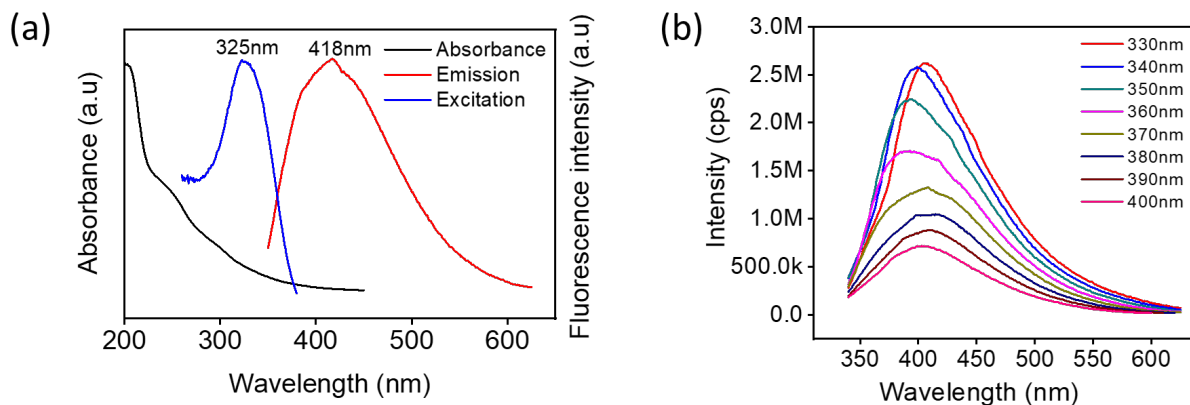 (a)
325nm 418nm
Absorbance
Emission
Excitation
Absorbance (a.u)
Fluorescence intensity (a.u)
200 300 400 500 600
Wavelength (nm)
(b)
3.0M
2.5M
2.0M
1.5M
1.0M
500.0k
0.0
Intensity (cps)
330nm
340nm
350nm
360nm
370nm
380nm
390nm
400nm
350 400 450 500 550 600
Wavelength (nm)